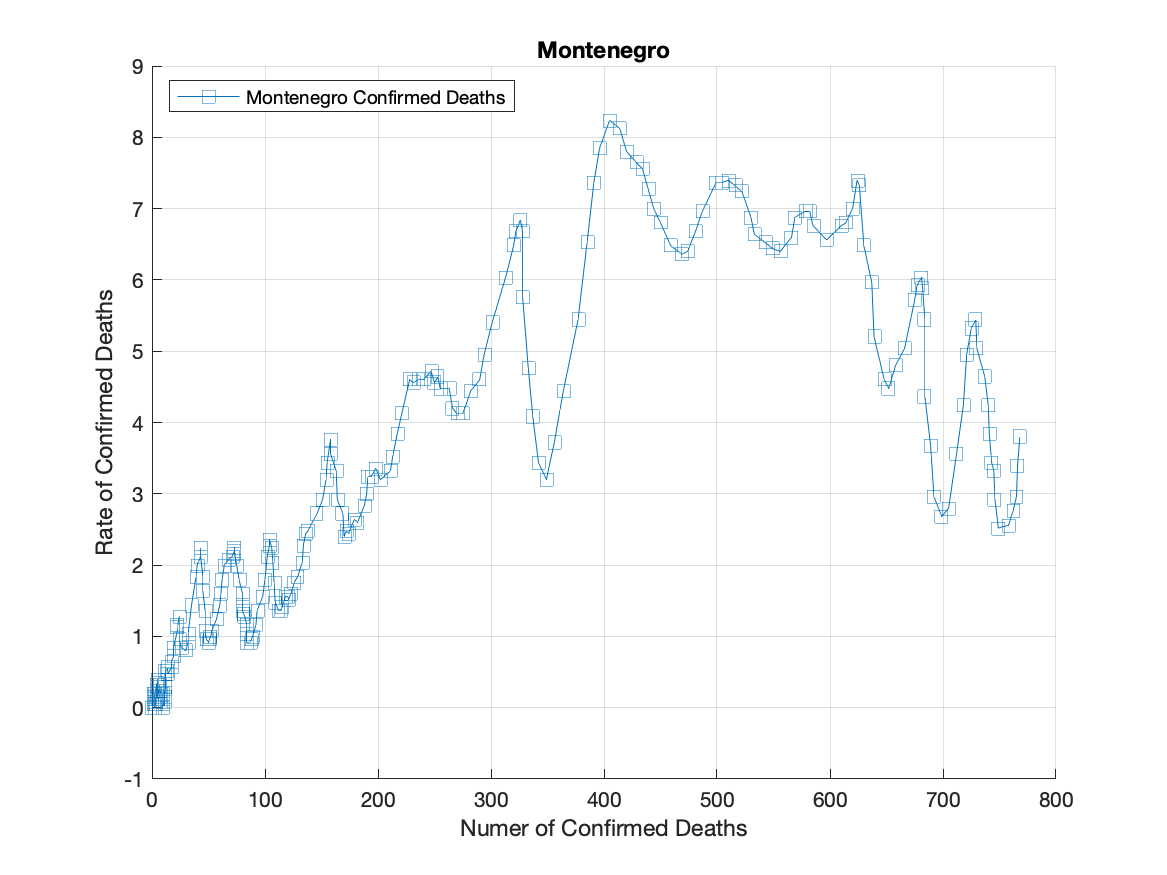 Montenegro
Montenegro Confirmed Deaths
9
8
7
6
5
4
3
2
1
0
-1
Rate of Confirmed Deaths
0 100 200 300 400 500 600 700 800
Numer of Confirmed Deaths